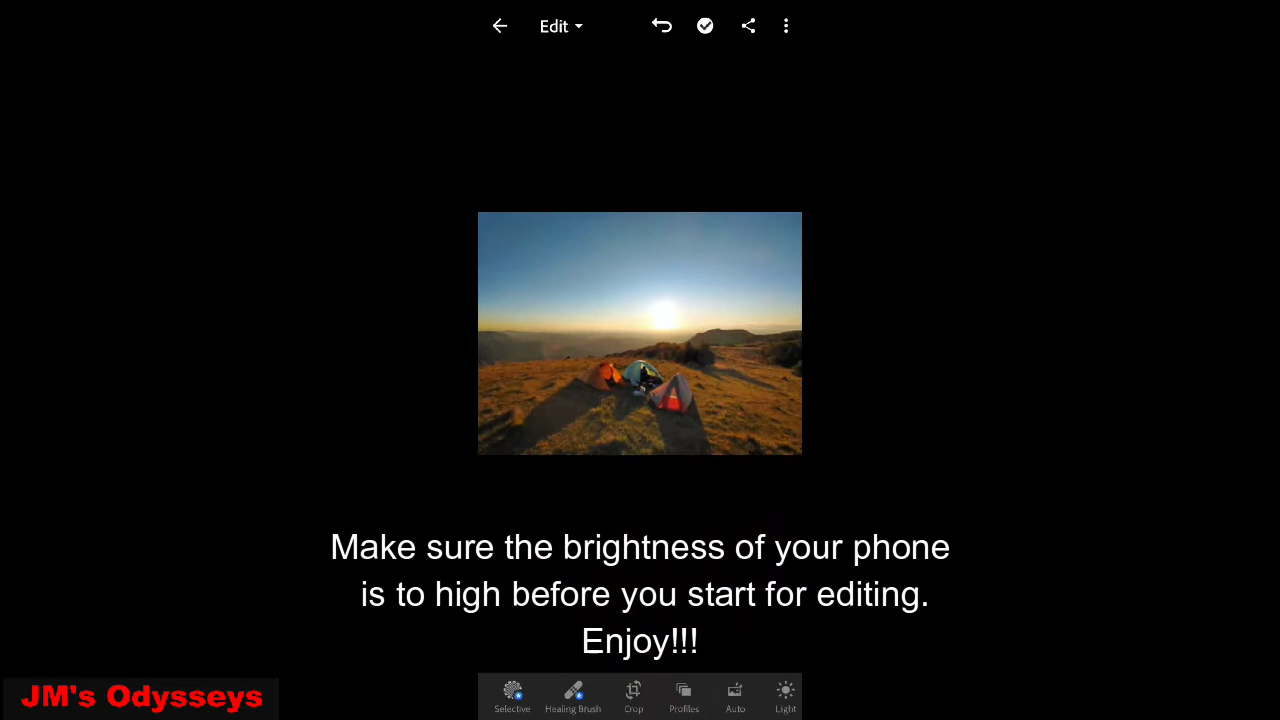 Edit
Make sure the brightness of your phone
is to high before you start for editing.
Enjoy!!!
Selective Healing Brush Crop Profiles Auto Light
JM's Odysseys